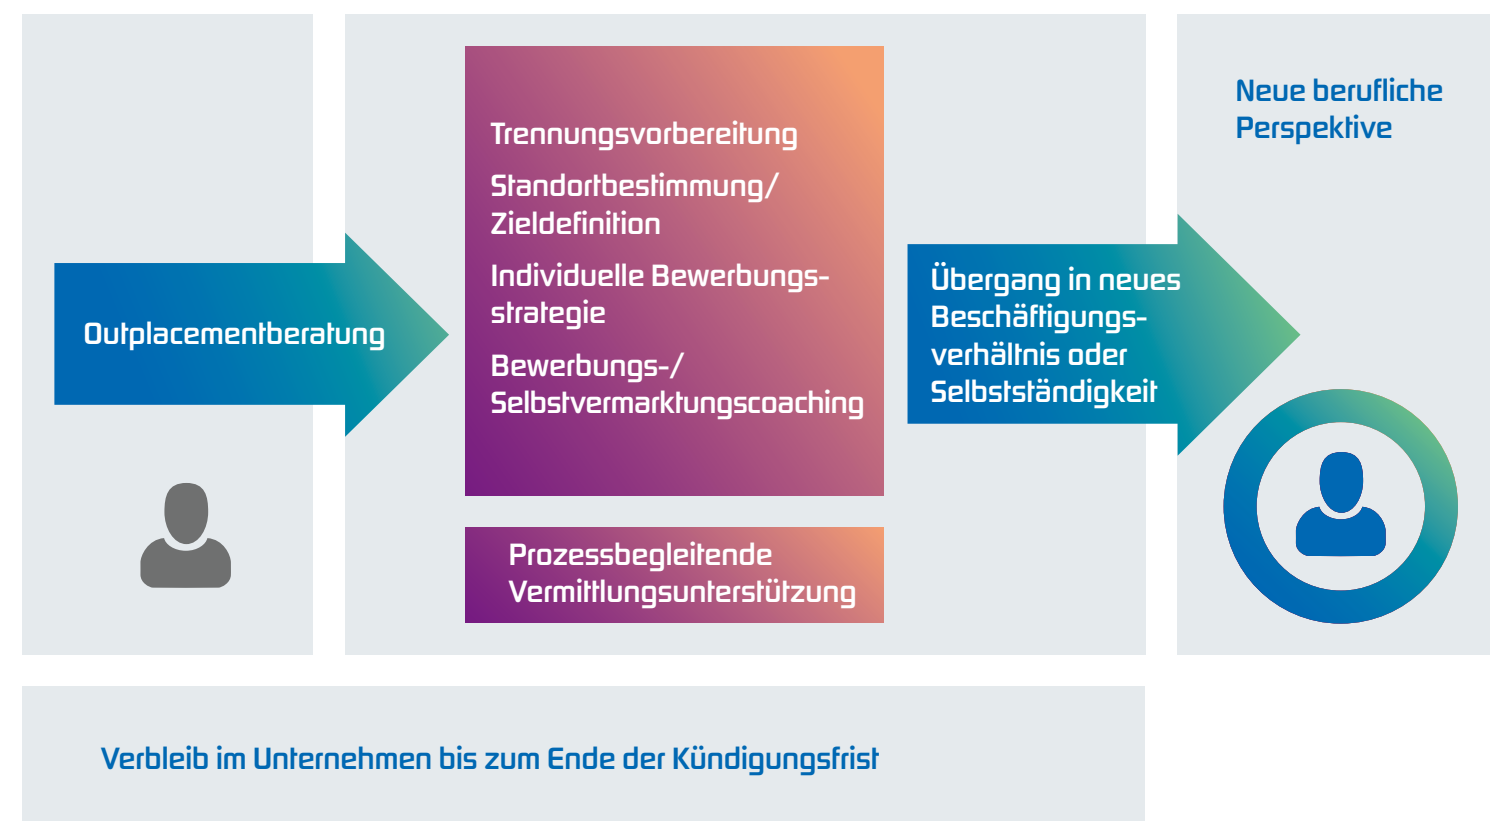 Outplacementberatung
Trennungsvorbereitung
Standortbestimmung/
Zieldefinition
Individuelle Bewerbungs-
strategie
Bewerbungs-/
Selbstvermarktungscoaching
Prozessbegleitende
Vermittlungsunterstützung
Übergang in neues
Beschäftigungs-
verhältnis oder
Selbstständigkeit
Neue berufliche
Perspektive
Verbleib im Unternehmen bis zum Ende der Kündigungsfrist